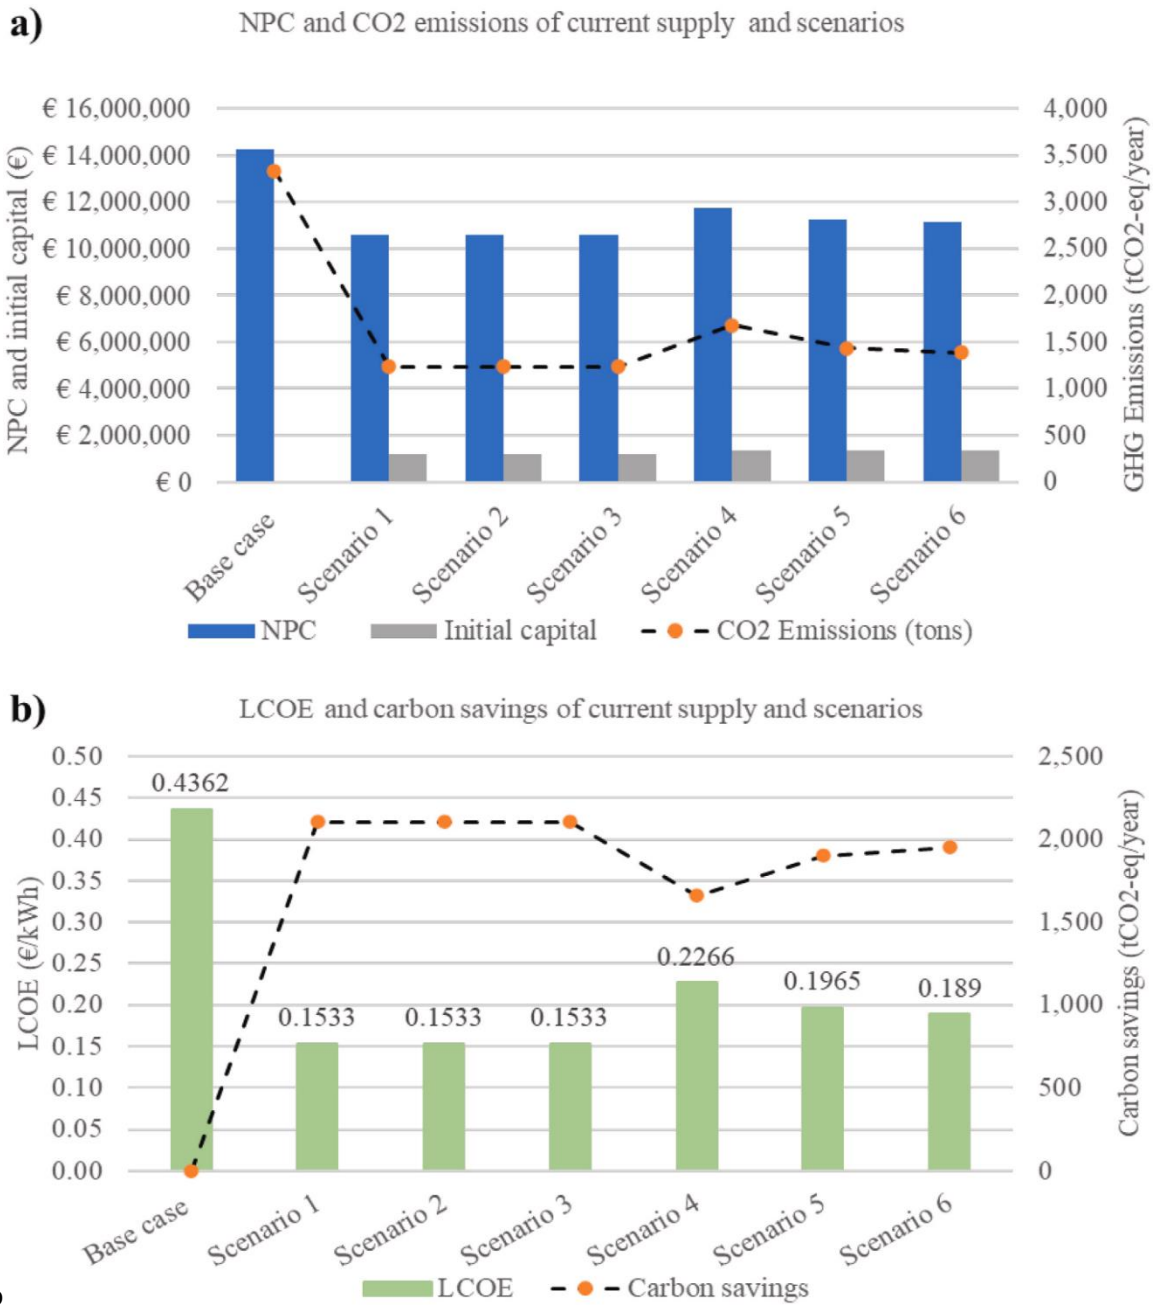 a)
NPC and CO2 emissions of current supply and scenarios
NPC and initial capital (€)
€ 16,000,000
€ 14,000,000
€ 12,000,000
€ 10,000,000
€ 8,000,000
€ 6,000,000
€ 4,000,000
€ 2,000,000
€ 0
4,000
3,500
3,000
2,500
2,000
1,500
1,000
500
0
GHG Emissions (tCO2-eq/year)
Base case
Scenario 1
Scenario 2
Scenario 3
Scenario 4
Scenario 5
Scenario 6
NPC
Initial capital
CO2 Emissions (tons)
b)
LCOE and carbon savings of current supply and scenarios
LCOE (€/kWh)
0.50
0.45
0.40
0.35
0.30
0.25
0.20
0.15
0.10
0.05
0.00
0.4362
0.1533
0.1533
0.1533
0.2266
0.1965
0.189
2,500
2,000
1,500
1,000
500
0
Carbon savings (tCO2-eq/year)
Base case
Scenario 1
Scenario 2
Scenario 3
Scenario 4
Scenario 5
Scenario 6
LCOE
Carbon savings